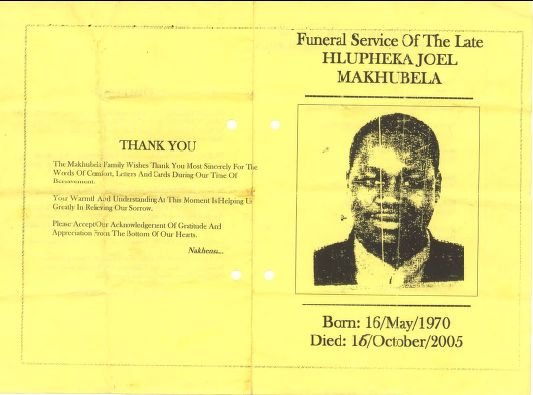 THANK YOU
The Makhubela Family Wishes Thank You Most Sincerely For The
Words Of Comfort, Letters And Cards During Our Time Of
Bereavement.
Your Warmth And Understanding At This Moment Is Helping Us
Greatly In Relieving Our Sorrow.
Please Accept Our Acknowledgement Of Gratitude And
Appreciation From The Bottom Of Our Hearts.
Nakhensa...
Funeral Service Of The Late
HLUPHEKA JOEL
MAKHUBELA
Born: 16/May/1970
Died: 16/October/2005